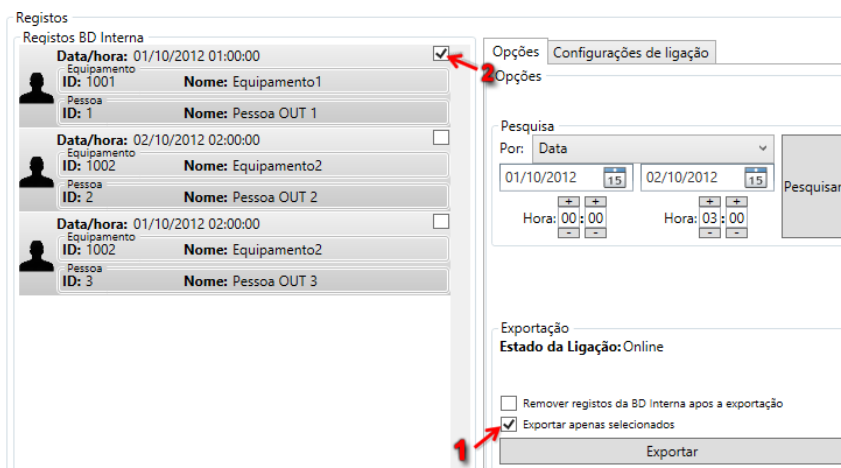 Registos
Registos BD Interna
Data/hora: 01/10/2012 01:00:00
Equipamento
ID: 1001 Nome: Equipamento1
Pessoa
ID: 1 Nome: Pessoa OUT 1
Data/hora: 02/10/2012 02:00:00
Equipamento
ID: 1002 Nome: Equipamento2
Pessoa
ID: 2 Nome: Pessoa OUT 2
Data/hora: 01/10/2012 02:00:00
Equipamento
ID: 1002 Nome: Equipamento2
Pessoa
ID: 3 Nome: Pessoa OUT 3
2
Opções Configurações de ligação
Opções
Pesquisa
Por: Data
01/10/2012 15 02/10/2012 15
Pesquisar
+ + + +
Hora: 00 : 00 Hora: 03 : 00
- - - -
Exportação
Estado da Ligação: Online
Remover registos da BD Interna apos a exportação
1
Exportar apenas selecionados
Exportar